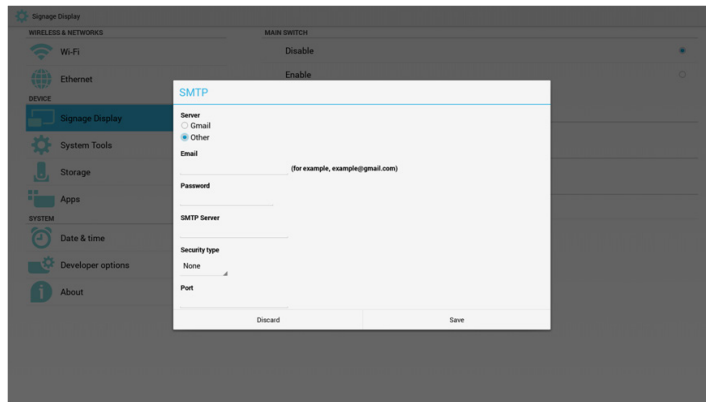 Signage Display
WIRELESS & NETWORKS
Wi-Fi
Ethernet
DEVICE
Signage Display
System Tools
Storage
Apps
SYSTEM
Date & time
Developer options
About
MAIN SWITCH
Disable
Enable
SMTP
Server
Gmail
Other
Email
(for example, example@gmail.com)
Password
SMTP Server
Security type
None
Port
Discard
Save